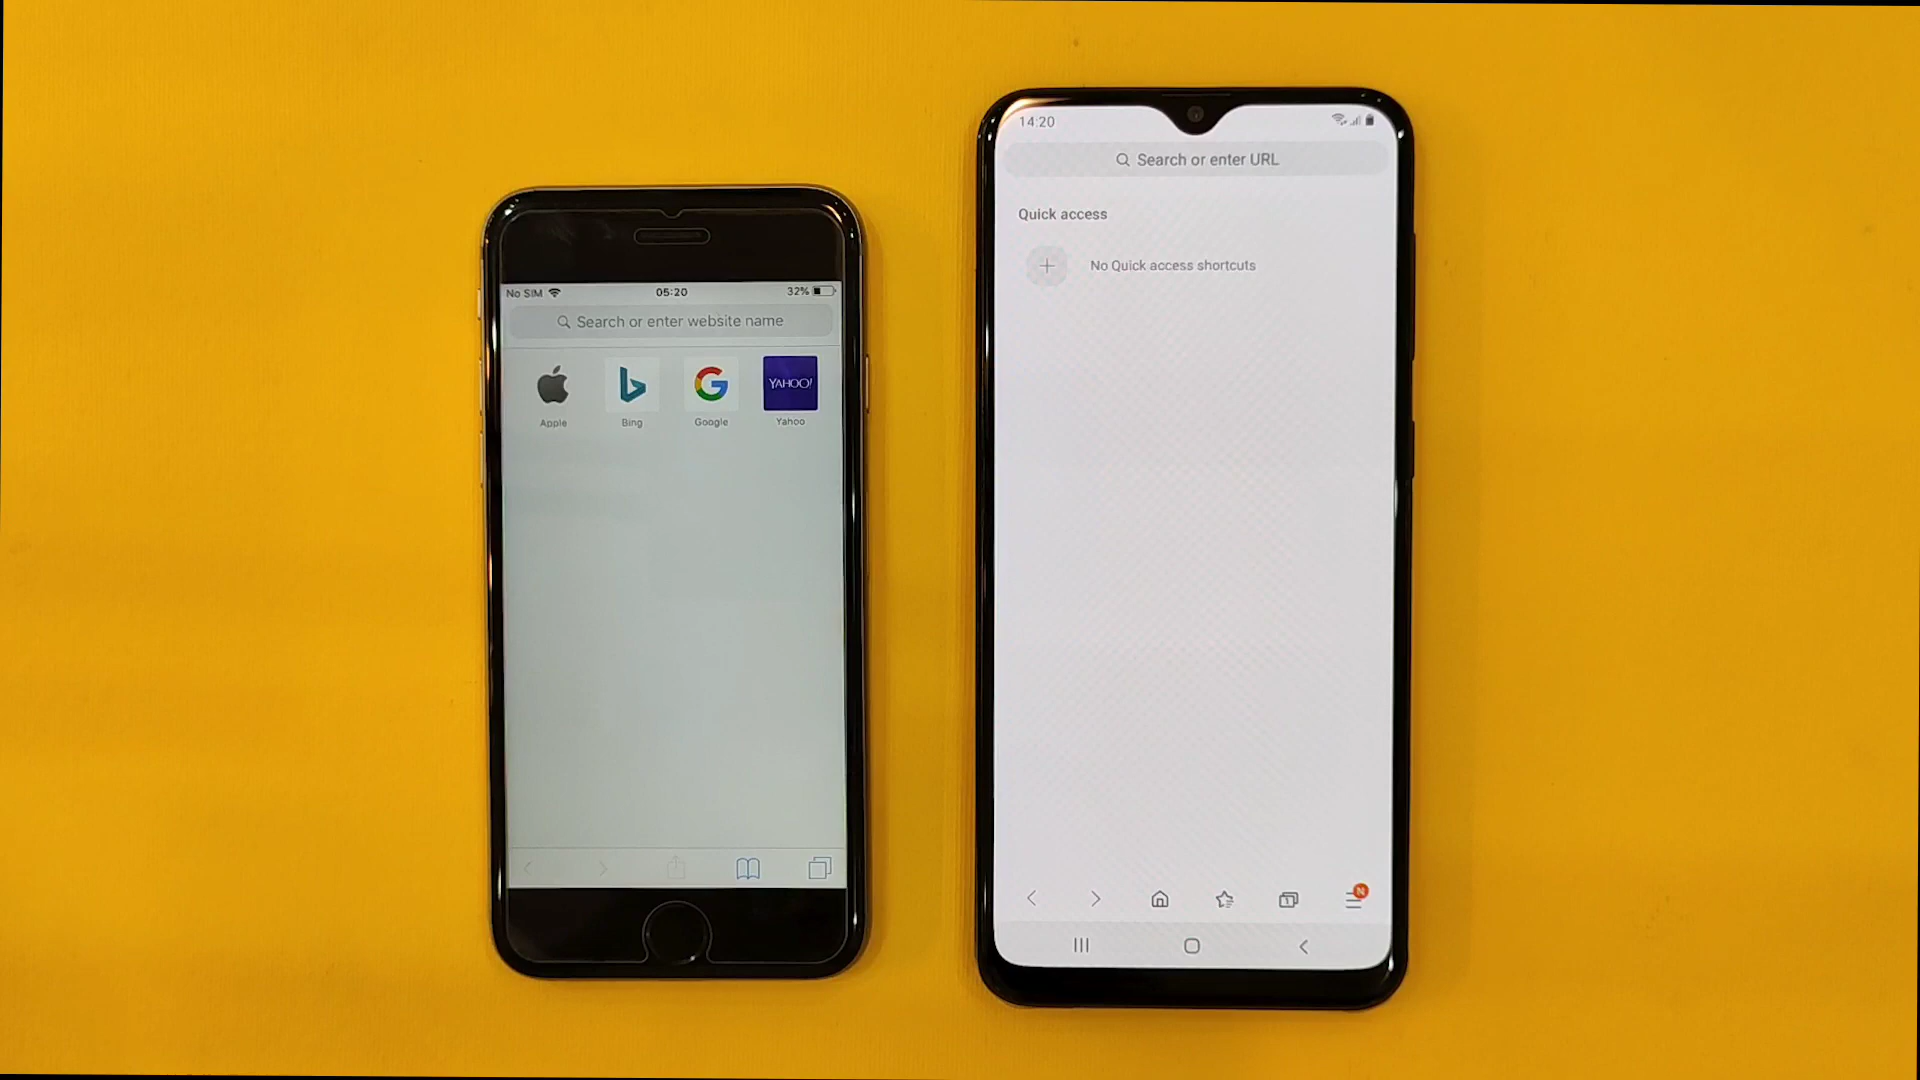 No SIM 05:20 32%
Search or enter website name
YAHOO!
Apple Bing Google Yahoo
14:20
Search or enter URL
Quick access
No Quick access shortcuts
1
N